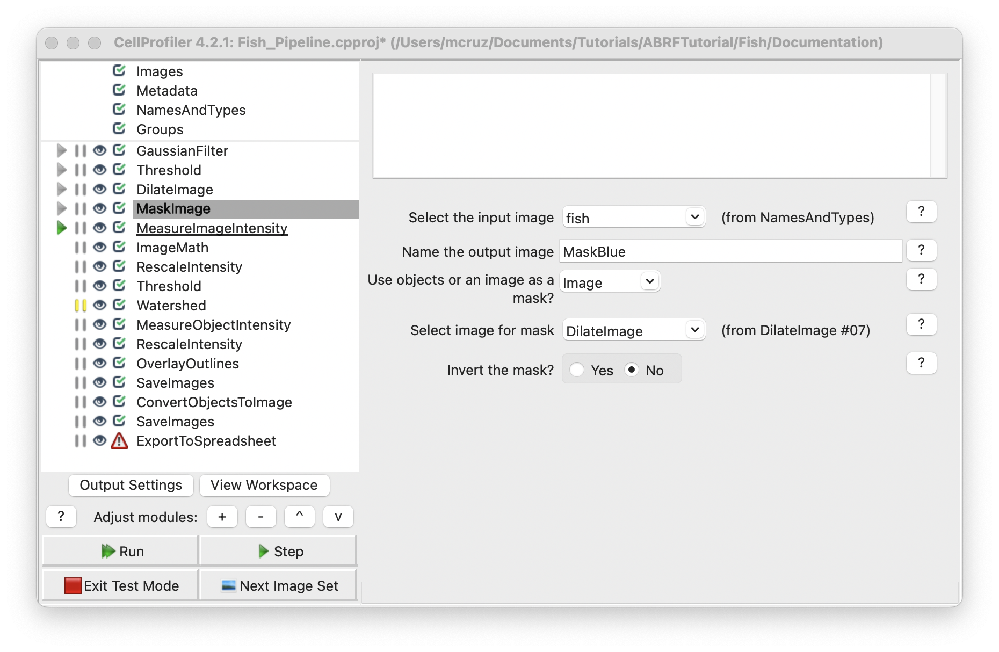 CellProfiler 4.2.1: Fish_Pipeline.cpproj* (/Users/mcruz/Documents/Tutorials/ABRFTutorial/Fish/Documentation)
Images
Metadata
NamesAndTypes
Groups
GaussianFilter
Threshold
DilateImage
MaskImage
MeasureImageIntensity
ImageMath
RescaleIntensity
Threshold
Watershed
MeasureObjectIntensity
RescaleIntensity
OverlayOutlines
SaveImages
ConvertObjectsToImage
SaveImages
ExportToSpreadsheet
Output Settings View Workspace
? Adjust modules: + - ^ v
Run Step
Exit Test Mode Next Image Set
Select the input image fish (from NamesAndTypes) ?
Name the output image MaskBlue ?
Use objects or an image as a Image ?
mask?
Select image for mask DilateImage (from DilateImage #07) ?
Invert the mask? Yes No ?